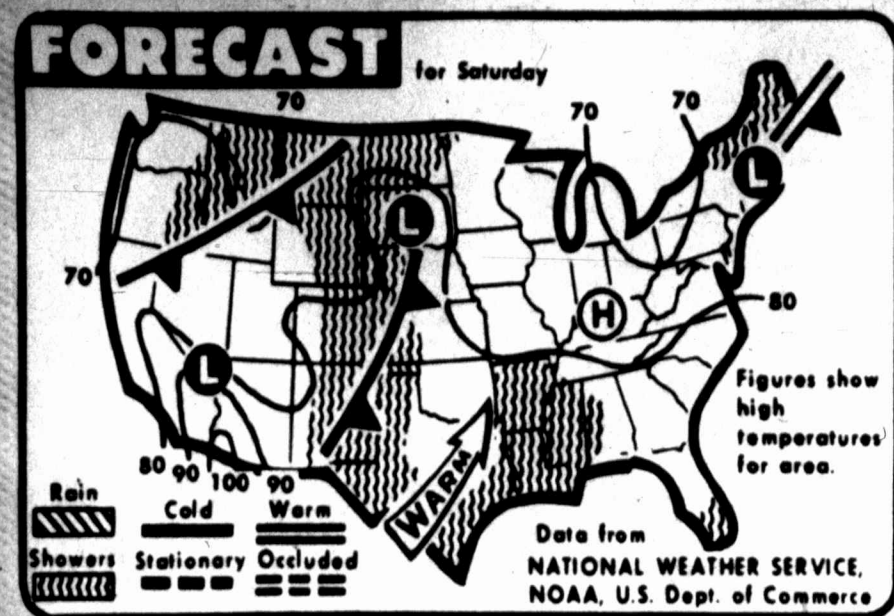 FORECAST for Saturday
70
70
70
70
L
L
H
80
L
Figures show
high
temperatures
for area.
80 90 100 90
WARM
Rain
Cold Warm
Showers Stationary Occluded
Data from
NATIONAL WEATHER SERVICE,
NOAA, U.S. Dept. of Commerce